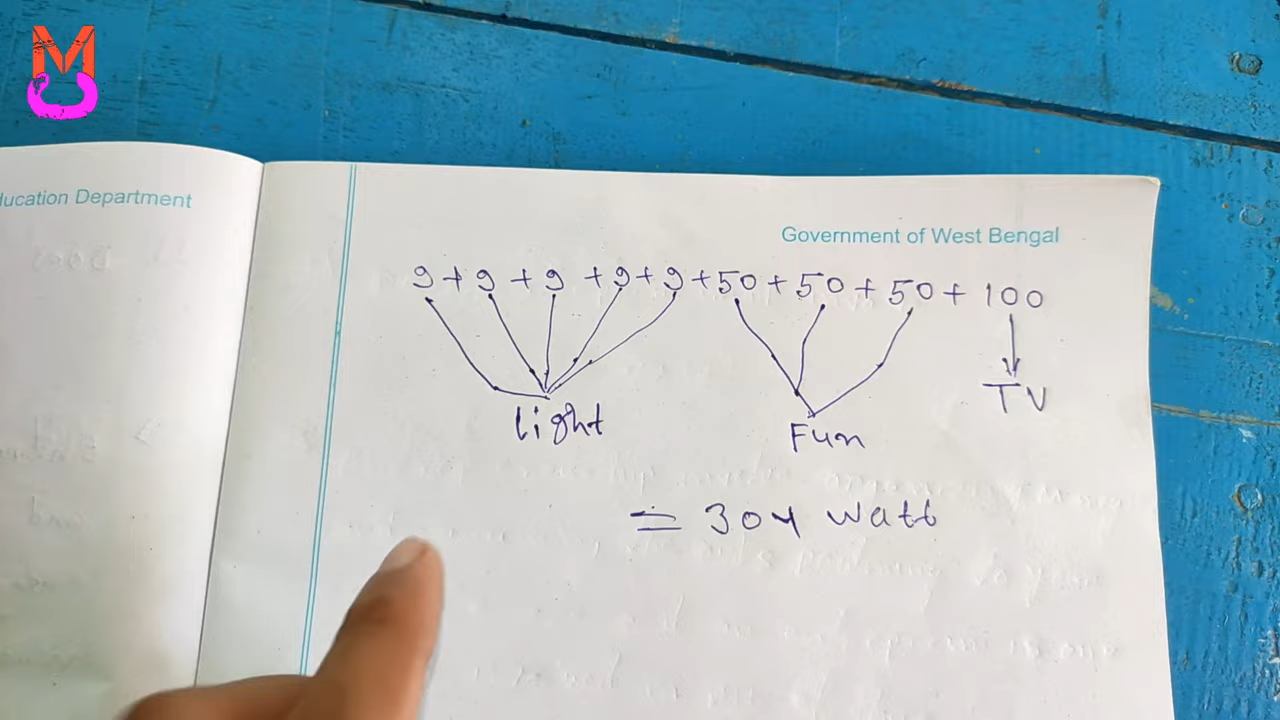 MC
ducation Department
Government of West Bengal
9 + 9 + 9 + 9 + 9 + 50 + 50 + 50 + 100
light Fun TV
= 304 watt